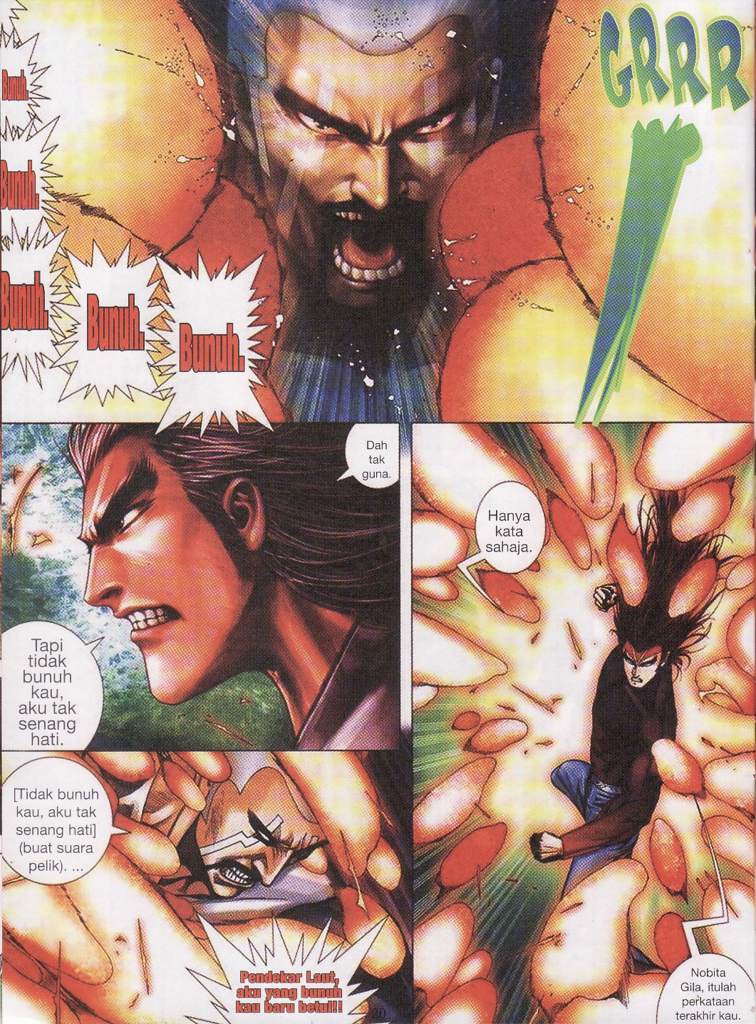 GRRR
Bunuh.
Bunuh.
Bunuh.
Bunuh.
Bunuh.
Dah
tak
guna.
Tapi
tidak
bunuh
kau,
aku tak
senang
hati.
Hanya
kata
sahaja.
[Tidak bunuh
kau, aku tak
senang hati]
(buat suara
pelik). ...
Pendekar Laut,
aku yang bunuh
kau baru betul!!
Nobita
Gila, itulah
perkataan
terakhir kau.